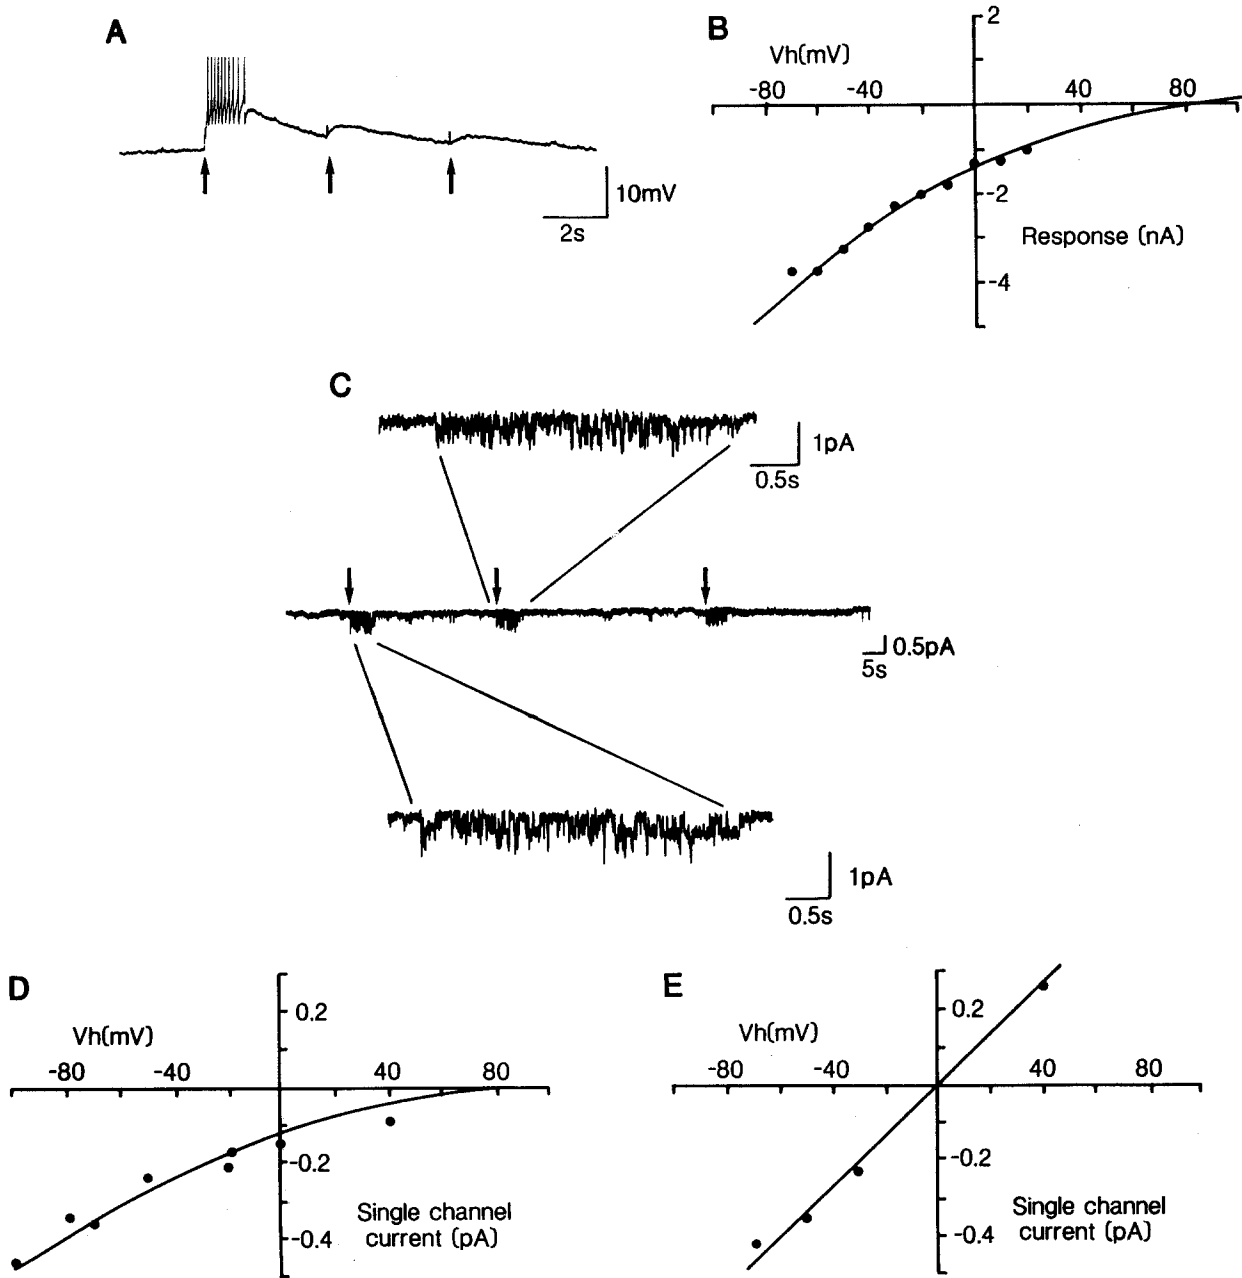 A
10mV
2s
B
Vh(mV)
2
-80 -40 40 80
-2
Response (nA)
-4
C
1pA
0.5s
0.5pA
5s
1pA
0.5s
D
Vh(mV)
0.2
-80 -40 40 80
-0.2
Single channel
current (pA)
-0.4
E
Vh(mV)
0.2
-80 -40 40 80
-0.2
Single channel
current (pA)
-0.4